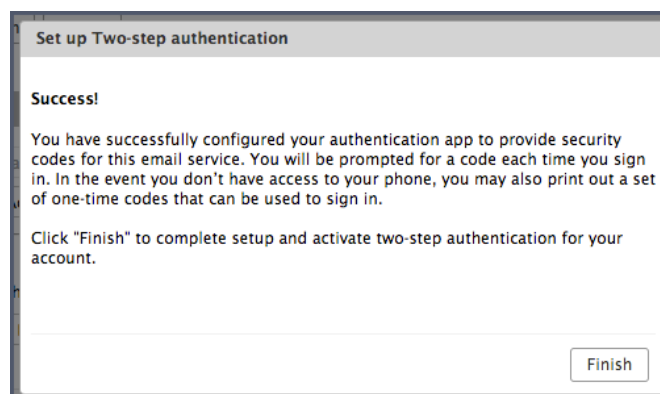 Set up Two-step authentication
Success!
You have successfully configured your authentication app to provide security
codes for this email service. You will be prompted for a code each time you sign
in. In the event you don’t have access to your phone, you may also print out a set
of one-time codes that can be used to sign in.
Click "Finish" to complete setup and activate two-step authentication for your
account.
Finish